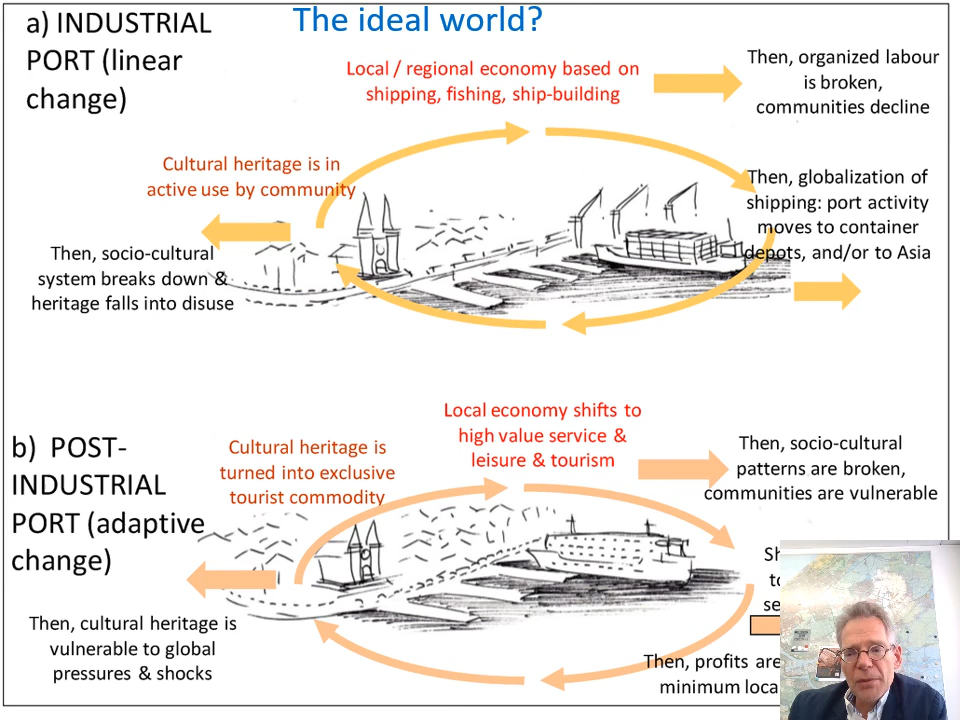 The ideal world?
a) INDUSTRIAL
PORT (linear
change)
Local / regional economy based on
shipping, fishing, ship-building
Then, organized labour
is broken,
communities decline
Cultural heritage is in
active use by community
Then, globalization of
shipping: port activity
moves to container
depots, and/or to Asia
Then, socio-cultural
system breaks down &
heritage falls into disuse
b) POST-
INDUSTRIAL
PORT (adaptive
change)
Local economy shifts to
high value service &
leisure & tourism
Cultural heritage is
turned into exclusive
tourist commodity
Then, socio-cultural
patterns are broken,
communities are vulnerable
Then, cultural heritage is
vulnerable to global
pressures & shocks
Then, profits are
minimum